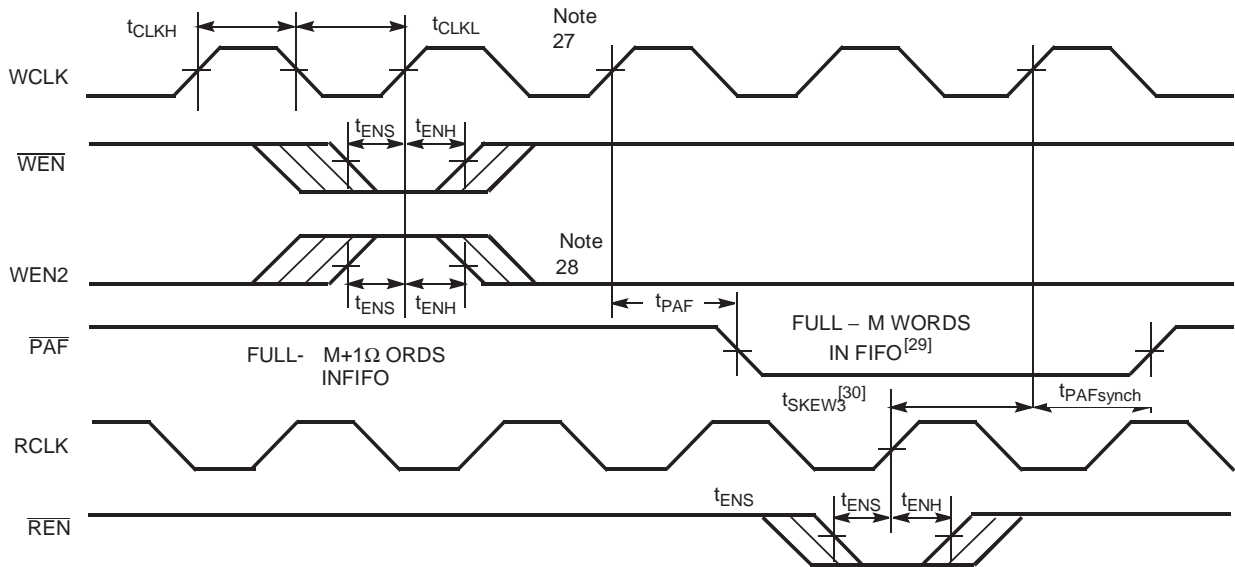 tCLKH
tCLKL
Note
27
WCLK
tENS
tENH
WEN
Note
28
WEN2
tENS
tENH
tPAF
PAF
FULL – M WORDS
IN FIFO[29]
FULL- M+1Ω ORDS
INFIFO
tSKEW3[30]
tPAFsynch
RCLK
tENS
tENS
tENH
REN